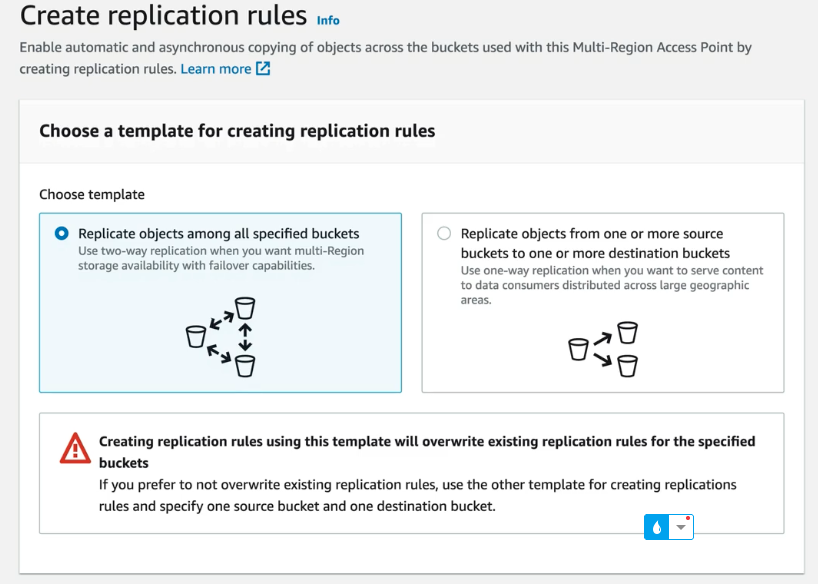 Create replication rules Info
Enable automatic and asynchronous copying of objects across the buckets used with this Multi-Region Access Point by
creating replication rules. Learn more
Choose a template for creating replication rules
Choose template
Replicate objects among all specified buckets
Use two-way replication when you want multi-Region
storage availability with failover capabilities.
Replicate objects from one or more source
buckets to one or more destination buckets
Use one-way replication when you want to serve content
to data consumers distributed across large geographic
areas.
Creating replication rules using this template will overwrite existing replication rules for the specified
buckets
If you prefer to not overwrite existing replication rules, use the other template for creating replications
rules and specify one source bucket and one destination bucket.